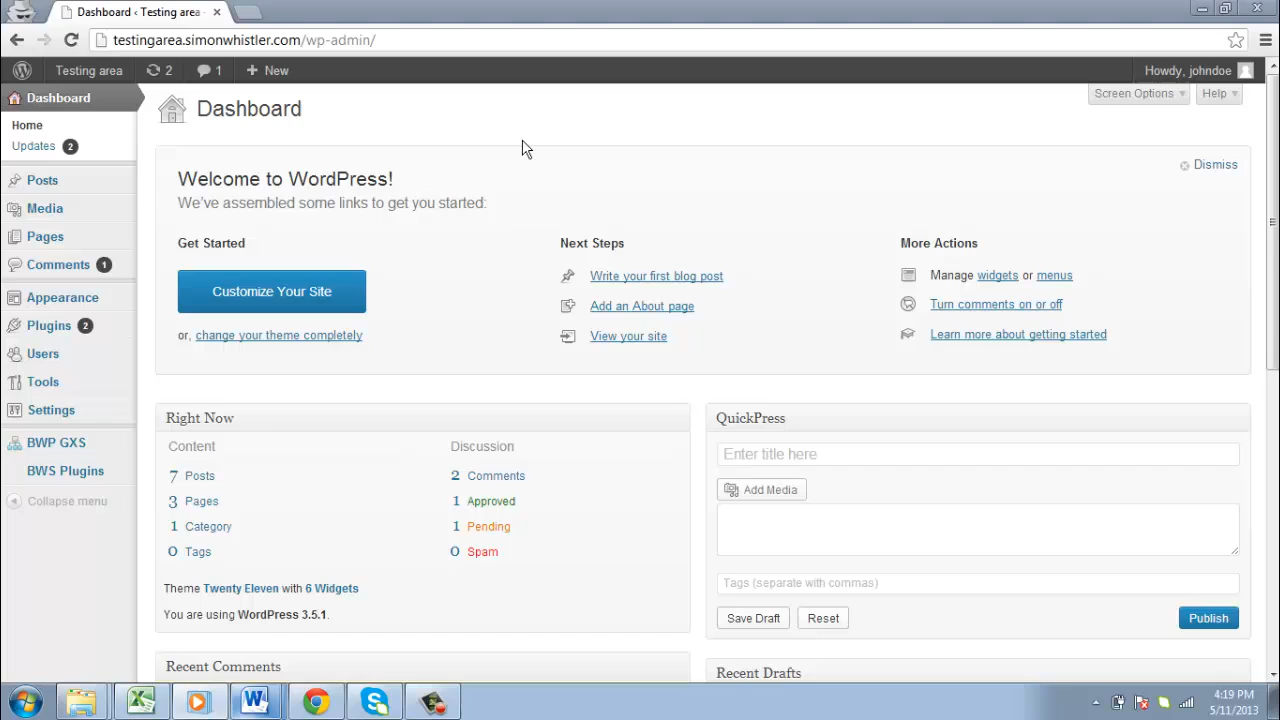 Dashboard ‹ Testing area -
testingarea.simonwhistler.com/wp-admin/
Testing area 2 1 + New Howdy, johndoe
Dashboard
Home
Updates 2
Posts
Media
Pages
Comments 1
Appearance
Plugins 2
Users
Tools
Settings
BWP GXS
BWS Plugins
Collapse menu
Dashboard
Screen Options Help
Welcome to WordPress!
Dismiss
We've assembled some links to get you started:
Get Started
Customize Your Site
or, change your theme completely
Next Steps
Write your first blog post
Add an About page
View your site
More Actions
Manage widgets or menus
Turn comments on or off
Learn more about getting started
Right Now
Content
7 Posts
3 Pages
1 Category
0 Tags
Discussion
2 Comments
1 Approved
1 Pending
0 Spam
Theme Twenty Eleven with 6 Widgets
You are using WordPress 3.5.1.
Recent Comments
QuickPress
Enter title here
Add Media
Tags (separate with commas)
Save Draft Reset Publish
Recent Drafts
4:19 PM
5/11/2013